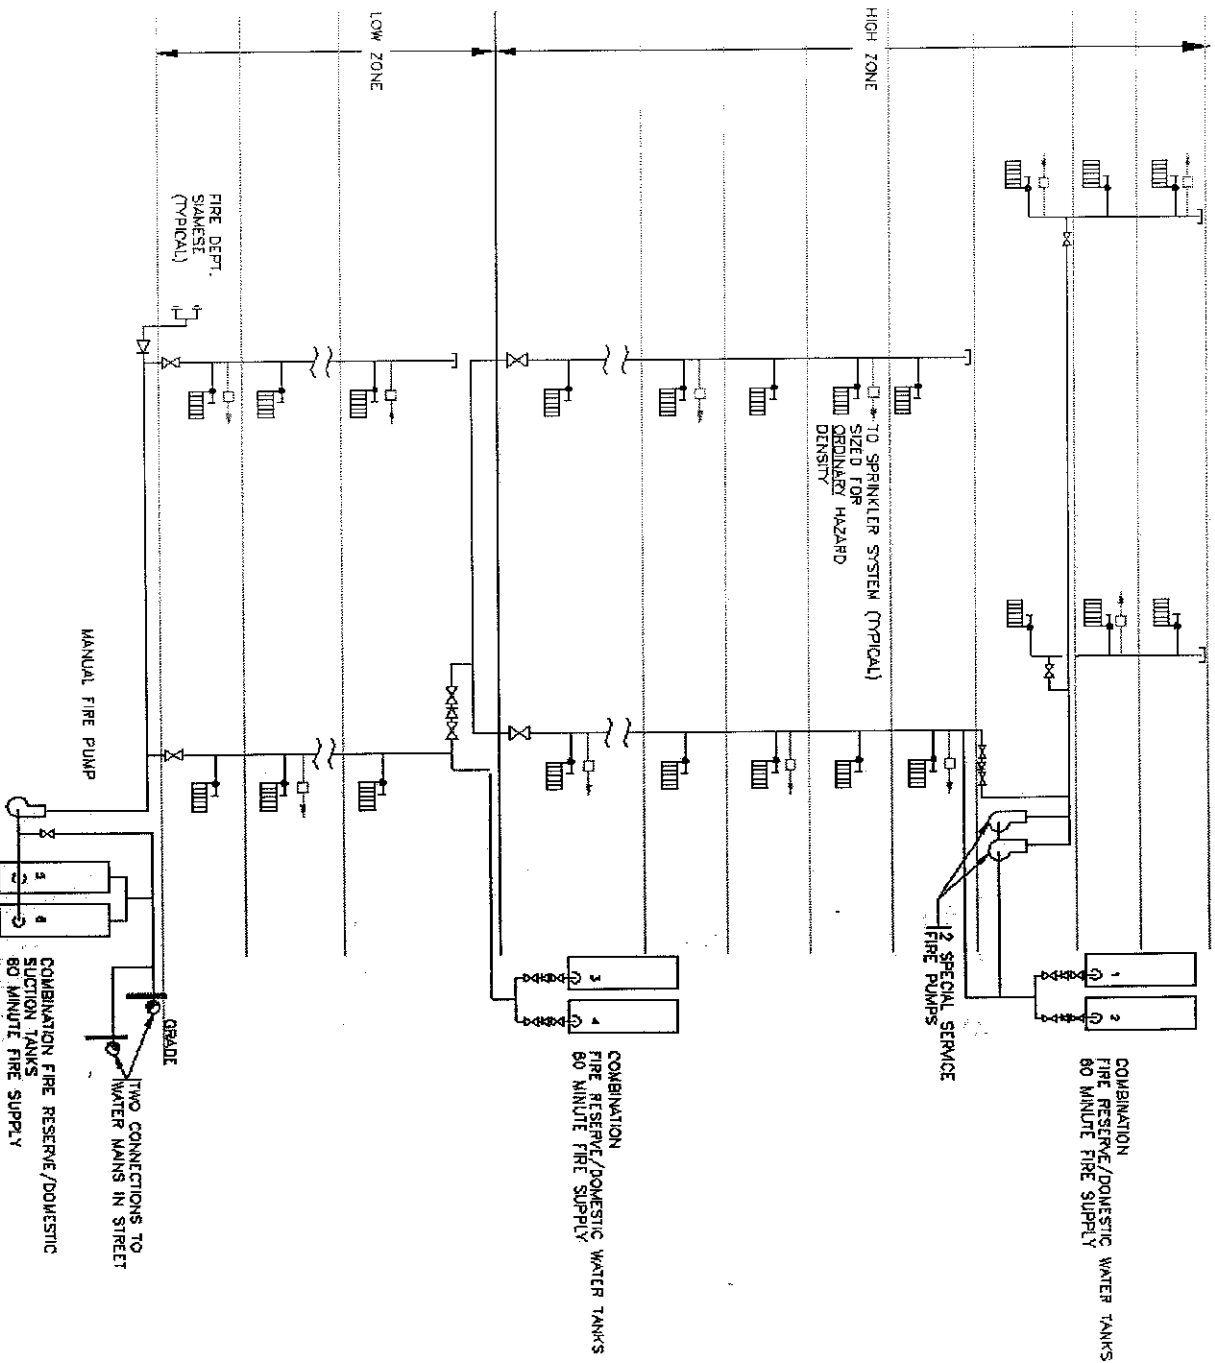 HIGH ZONE
LOW ZONE
COMBINATION
FIRE RESERVE/DOMESTIC WATER TANKS
60 MINUTE FIRE SUPPLY
1
2
2 SPECIAL SERVICE
FIRE PUMPS
TO SPRINKLER SYSTEM (TYPICAL)
SIZED FOR
ORDINARY HAZARD
DENSITY
COMBINATION
FIRE RESERVE/DOMESTIC WATER TANKS
60 MINUTE FIRE SUPPLY
3
4
FIRE DEPT.
SIAMESE
(TYPICAL)
GRADE
TWO CONNECTIONS TO
WATER MAINS IN STREET
MANUAL FIRE PUMP
5
6
COMBINATION FIRE RESERVE/DOMESTIC
SUCTION TANKS
60 MINUTE FIRE SUPPLY